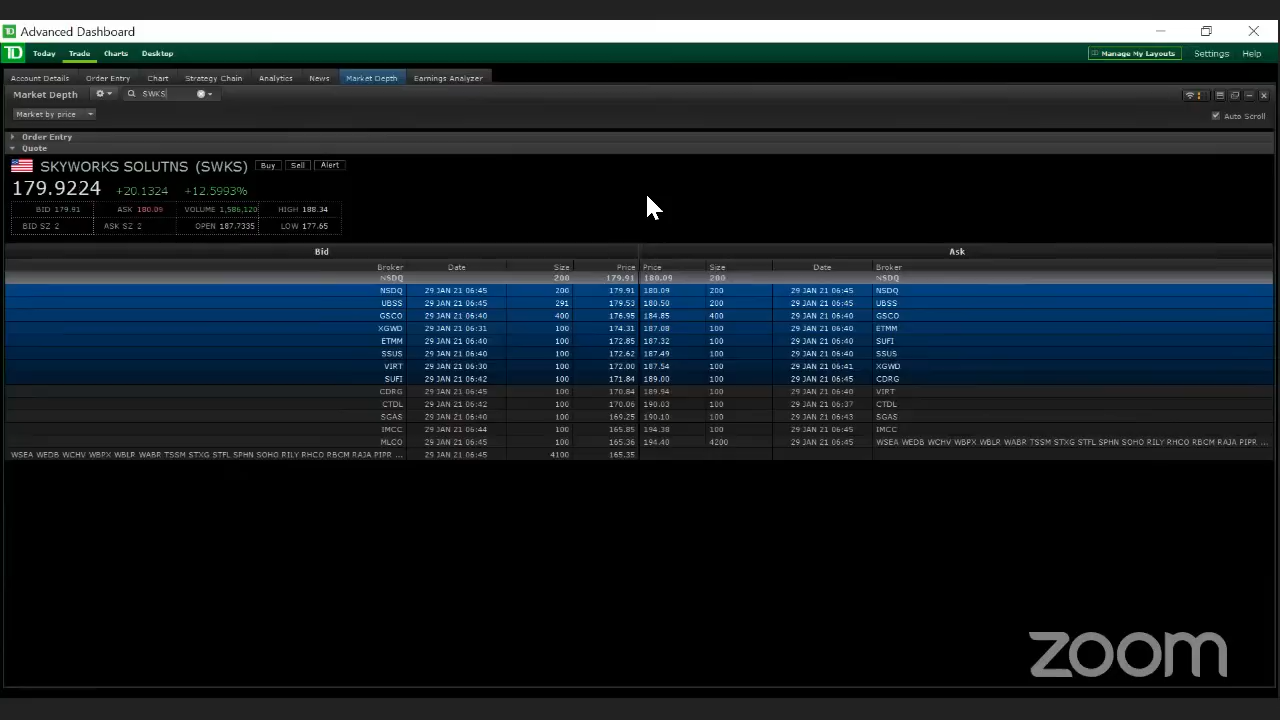 Advanced Dashboard
TD Today Trade Charts Desktop Manage My Layouts Settings Help
Account Details Order Entry Chart Strategy Chain Analytics News Market Depth Earnings Analyzer
Market Depth SWKS
Market by price Auto Scroll
Order Entry
Quote
SKYWORKS SOLUTNS (SWKS) Buy Sell Alert
179.9224 +20.1324 +12.5993%
BID 179.91 ASK 180.09 VOLUME 1,586,120 HIGH 188.34
BID SZ 2 ASK SZ 2 OPEN 187.7335 LOW 177.65
Bid Ask
Broker Date Size Price Price Size Date Broker
NSDQ 200 179.91 180.09 200 NSDQ
NSDQ 29 JAN 21 06:45 200 179.91 180.09 200 29 JAN 21 06:45 NSDQ
UBSS 29 JAN 21 06:45 291 179.53 180.50 200 29 JAN 21 06:45 UBSS
GSCO 29 JAN 21 06:40 400 176.95 184.85 400 29 JAN 21 06:40 GSCO
XGWD 29 JAN 21 06:31 100 174.31 187.08 100 29 JAN 21 06:40 ETMM
ETMM 29 JAN 21 06:40 100 172.85 187.32 100 29 JAN 21 06:40 SUFI
SSUS 29 JAN 21 06:40 100 172.62 187.49 100 29 JAN 21 06:40 SSUS
VIRT 29 JAN 21 06:30 100 172.00 187.54 100 29 JAN 21 06:41 XGWD
SUFI 29 JAN 21 06:42 100 171.84 189.00 100 29 JAN 21 06:45 CDRG
CDRG 29 JAN 21 06:45 100 170.84 189.94 100 29 JAN 21 06:40 VIRT
CTDL 29 JAN 21 06:42 100 170.06 190.03 100 29 JAN 21 06:37 CTDL
SGAS 29 JAN 21 06:40 100 169.25 190.10 100 29 JAN 21 06:43 SGAS
IMCC 29 JAN 21 06:44 100 165.85 194.38 100 29 JAN 21 06:45 IMCC
MLCO 29 JAN 21 06:45 100 165.36 194.40 4200 29 JAN 21 06:45 WSEA WEDB WCHV WBPX WBLR WABR TSSM STXG STFL SPHN SOHO RILY RHCO RBCM RAJA PIPR ...
WSEA WEDB WCHV WBPX WBLR WABR TSSM STXG STFL SPHN SOHO RILY RHCO RBCM RAJA PIPR ... 29 JAN 21 06:45 4100 165.35
zoom